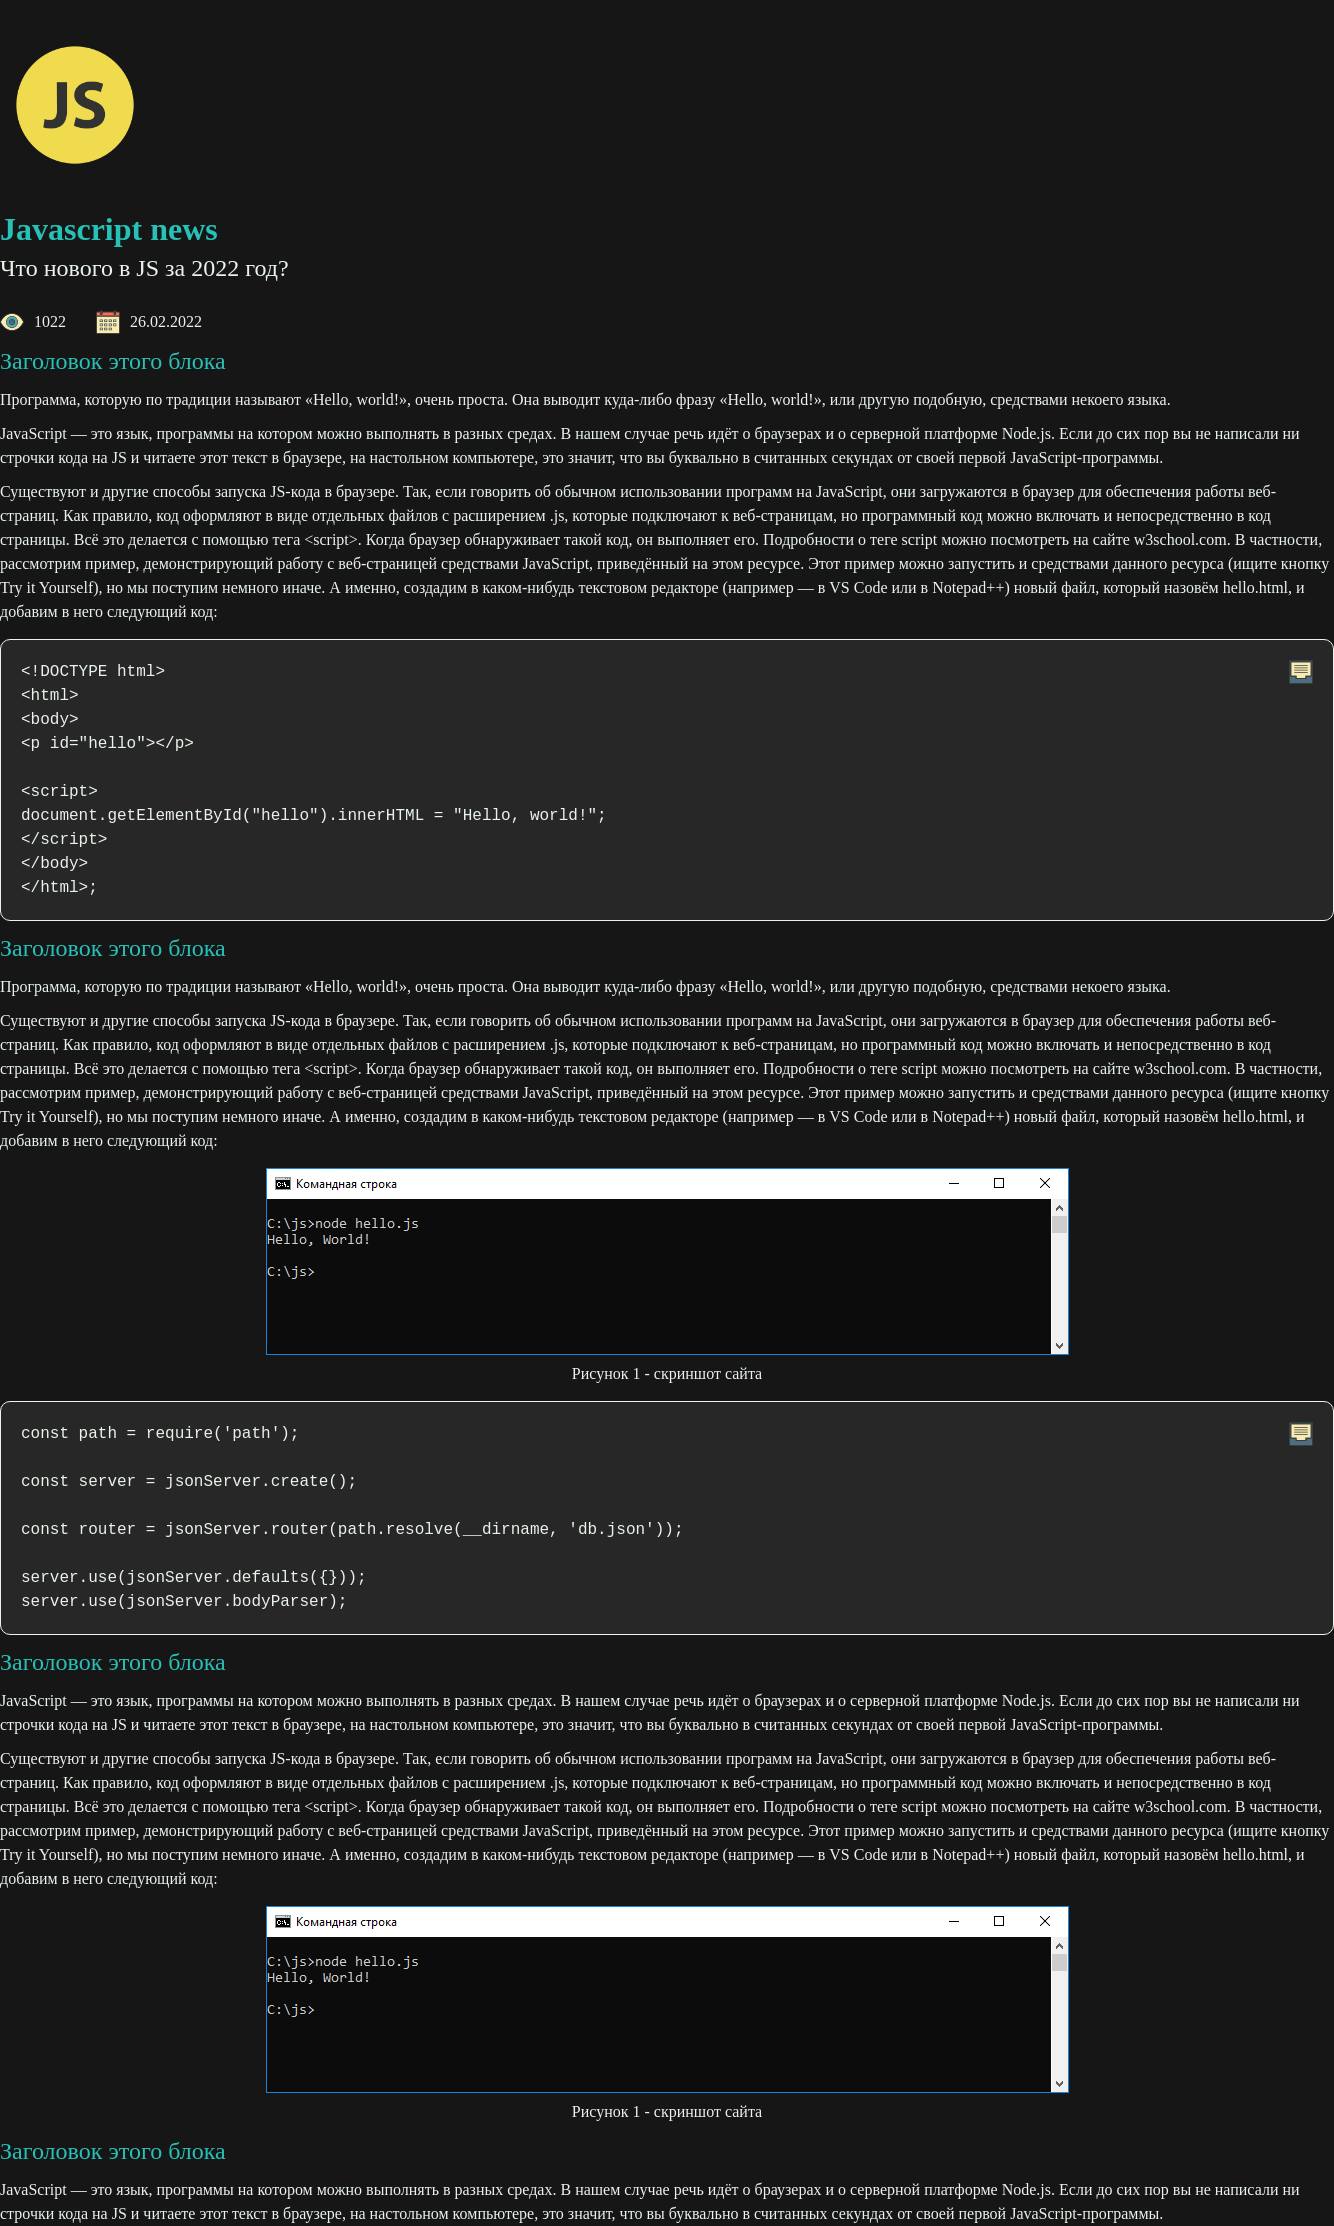 JS
Javascript news
Что нового в JS за 2022 год?
1022 26.02.2022
Заголовок этого блока
Программа, которую по традиции называют «Hello, world!», очень проста. Она выводит куда-либо фразу «Hello, world!», или другую подобную, средствами некоего языка.
JavaScript — это язык, программы на котором можно выполнять в разных средах. В нашем случае речь идёт о браузерах и о серверной платформе Node.js. Если до сих пор вы не написали ни
строчки кода на JS и читаете этот текст в браузере, на настольном компьютере, это значит, что вы буквально в считанных секундах от своей первой JavaScript-программы.
Существуют и другие способы запуска JS-кода в браузере. Так, если говорить об обычном использовании программ на JavaScript, они загружаются в браузер для обеспечения работы веб-
страниц. Как правило, код оформляют в виде отдельных файлов с расширением .js, которые подключают к веб-страницам, но программный код можно включать и непосредственно в код
страницы. Всё это делается с помощью тега <script>. Когда браузер обнаруживает такой код, он выполняет его. Подробности о теге script можно посмотреть на сайте w3school.com. В частности,
рассмотрим пример, демонстрирующий работу с веб-страницей средствами JavaScript, приведённый на этом ресурсе. Этот пример можно запустить и средствами данного ресурса (ищите кнопку
Try it Yourself), но мы поступим немного иначе. А именно, создадим в каком-нибудь текстовом редакторе (например — в VS Code или в Notepad++) новый файл, который назовём hello.html, и
добавим в него следующий код:
<!DOCTYPE html>
<html>
<body>
<p id="hello"></p>
<script>
document.getElementById("hello").innerHTML = "Hello, world!";
</script>
</body>
</html>;
Заголовок этого блока
Программа, которую по традиции называют «Hello, world!», очень проста. Она выводит куда-либо фразу «Hello, world!», или другую подобную, средствами некоего языка.
Существуют и другие способы запуска JS-кода в браузере. Так, если говорить об обычном использовании программ на JavaScript, они загружаются в браузер для обеспечения работы веб-
страниц. Как правило, код оформляют в виде отдельных файлов с расширением .js, которые подключают к веб-страницам, но программный код можно включать и непосредственно в код
страницы. Всё это делается с помощью тега <script>. Когда браузер обнаруживает такой код, он выполняет его. Подробности о теге script можно посмотреть на сайте w3school.com. В частности,
рассмотрим пример, демонстрирующий работу с веб-страницей средствами JavaScript, приведённый на этом ресурсе. Этот пример можно запустить и средствами данного ресурса (ищите кнопку
Try it Yourself), но мы поступим немного иначе. А именно, создадим в каком-нибудь текстовом редакторе (например — в VS Code или в Notepad++) новый файл, который назовём hello.html, и
добавим в него следующий код:
Командная строка
C:\js>node hello.js
Hello, World!
C:\js>
Рисунок 1 - скриншот сайта
const path = require('path');
const server = jsonServer.create();
const router = jsonServer.router(path.resolve(__dirname, 'db.json'));
server.use(jsonServer.defaults({}));
server.use(jsonServer.bodyParser);
Заголовок этого блока
JavaScript — это язык, программы на котором можно выполнять в разных средах. В нашем случае речь идёт о браузерах и о серверной платформе Node.js. Если до сих пор вы не написали ни
строчки кода на JS и читаете этот текст в браузере, на настольном компьютере, это значит, что вы буквально в считанных секундах от своей первой JavaScript-программы.
Существуют и другие способы запуска JS-кода в браузере. Так, если говорить об обычном использовании программ на JavaScript, они загружаются в браузер для обеспечения работы веб-
страниц. Как правило, код оформляют в виде отдельных файлов с расширением .js, которые подключают к веб-страницам, но программный код можно включать и непосредственно в код
страницы. Всё это делается с помощью тега <script>. Когда браузер обнаруживает такой код, он выполняет его. Подробности о теге script можно посмотреть на сайте w3school.com. В частности,
рассмотрим пример, демонстрирующий работу с веб-страницей средствами JavaScript, приведённый на этом ресурсе. Этот пример можно запустить и средствами данного ресурса (ищите кнопку
Try it Yourself), но мы поступим немного иначе. А именно, создадим в каком-нибудь текстовом редакторе (например — в VS Code или в Notepad++) новый файл, который назовём hello.html, и
добавим в него следующий код:
Командная строка
C:\js>node hello.js
Hello, World!
C:\js>
Рисунок 1 - скриншот сайта
Заголовок этого блока
JavaScript — это язык, программы на котором можно выполнять в разных средах. В нашем случае речь идёт о браузерах и о серверной платформе Node.js. Если до сих пор вы не написали ни
строчки кода на JS и читаете этот текст в браузере, на настольном компьютере, это значит, что вы буквально в считанных секундах от своей первой JavaScript-программы.